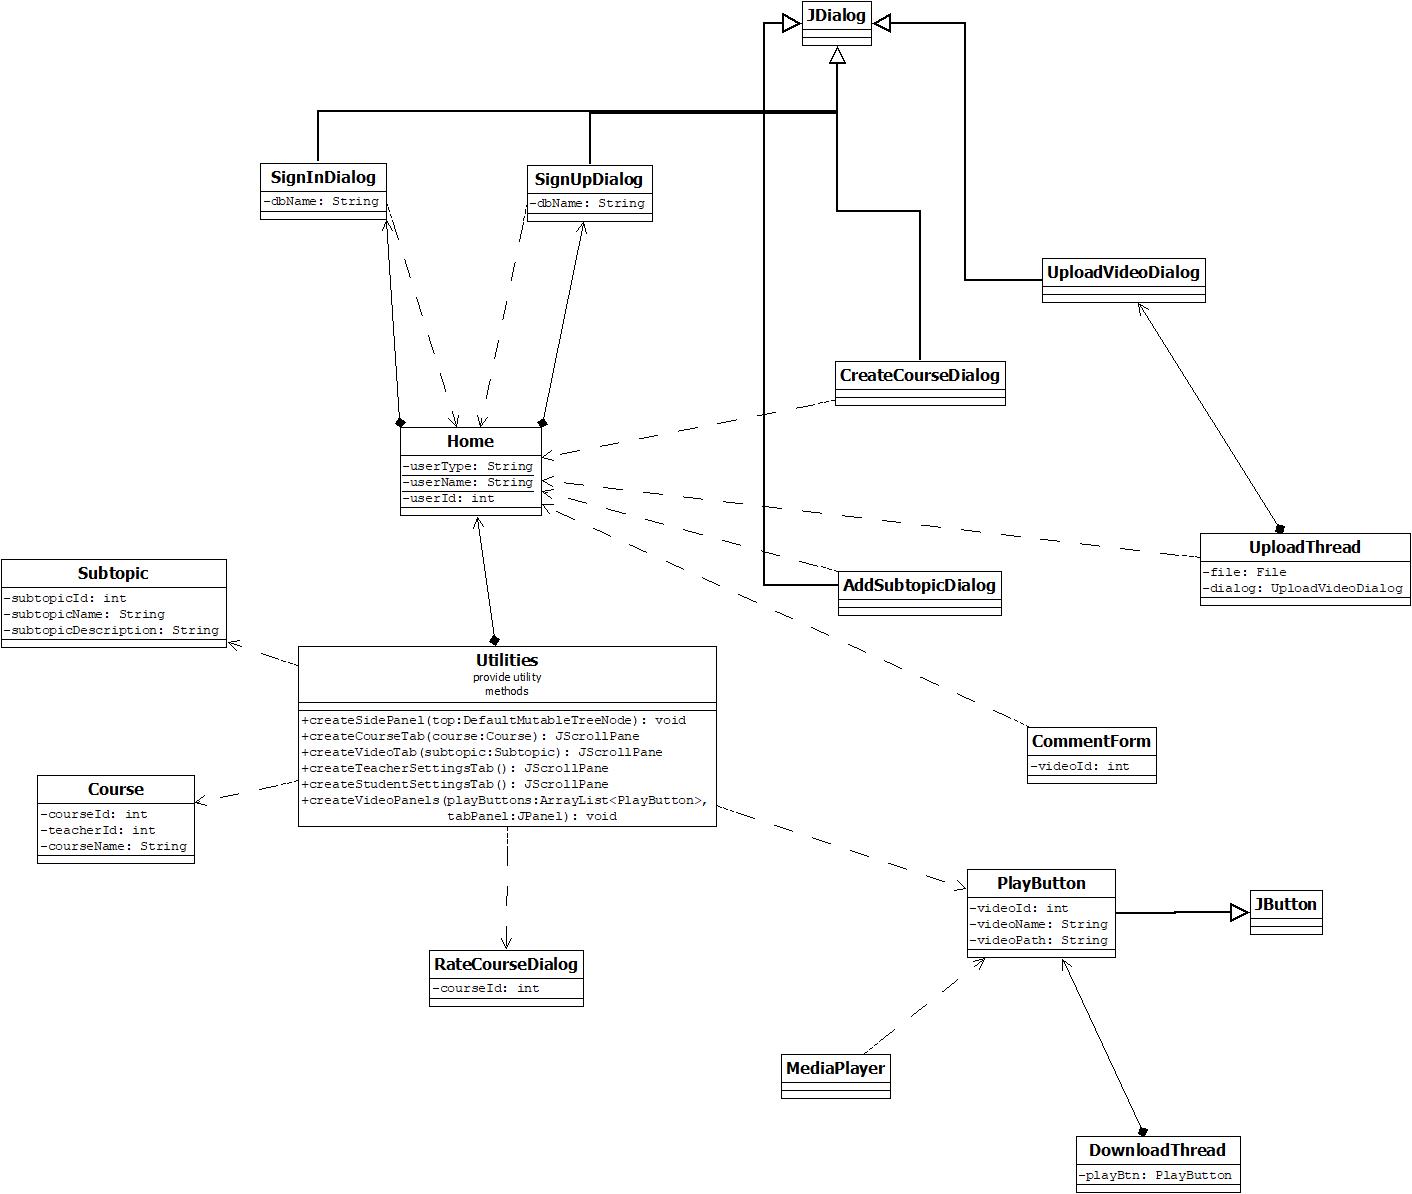 JDialog
SignInDialog
-dbName: String
SignUpDialog
-dbName: String
UploadVideoDialog
CreateCourseDialog
Home
-userType: String
-userName: String
-userId: int
UploadThread
-file: File
-dialog: UploadVideoDialog
Subtopic
-subtopicId: int
-subtopicName: String
-subtopicDescription: String
AddSubtopicDialog
Utilities
provide utility
methods
+createSidePanel(top:DefaultMutableTreeNode): void
+createCourseTab(course:Course): JScrollPane
+createVideoTab(subtopic:Subtopic): JScrollPane
+createTeacherSettingsTab(): JScrollPane
+createStudentSettingsTab(): JScrollPane
+createVideoPanels(playButtons:ArrayList<PlayButton>,
tabPanel:JPanel): void
CommentForm
-videoId: int
Course
-courseId: int
-teacherId: int
-courseName: String
PlayButton
-videoId: int
-videoName: String
-videoPath: String
JButton
RateCourseDialog
-courseId: int
MediaPlayer
DownloadThread
-playBtn: PlayButton